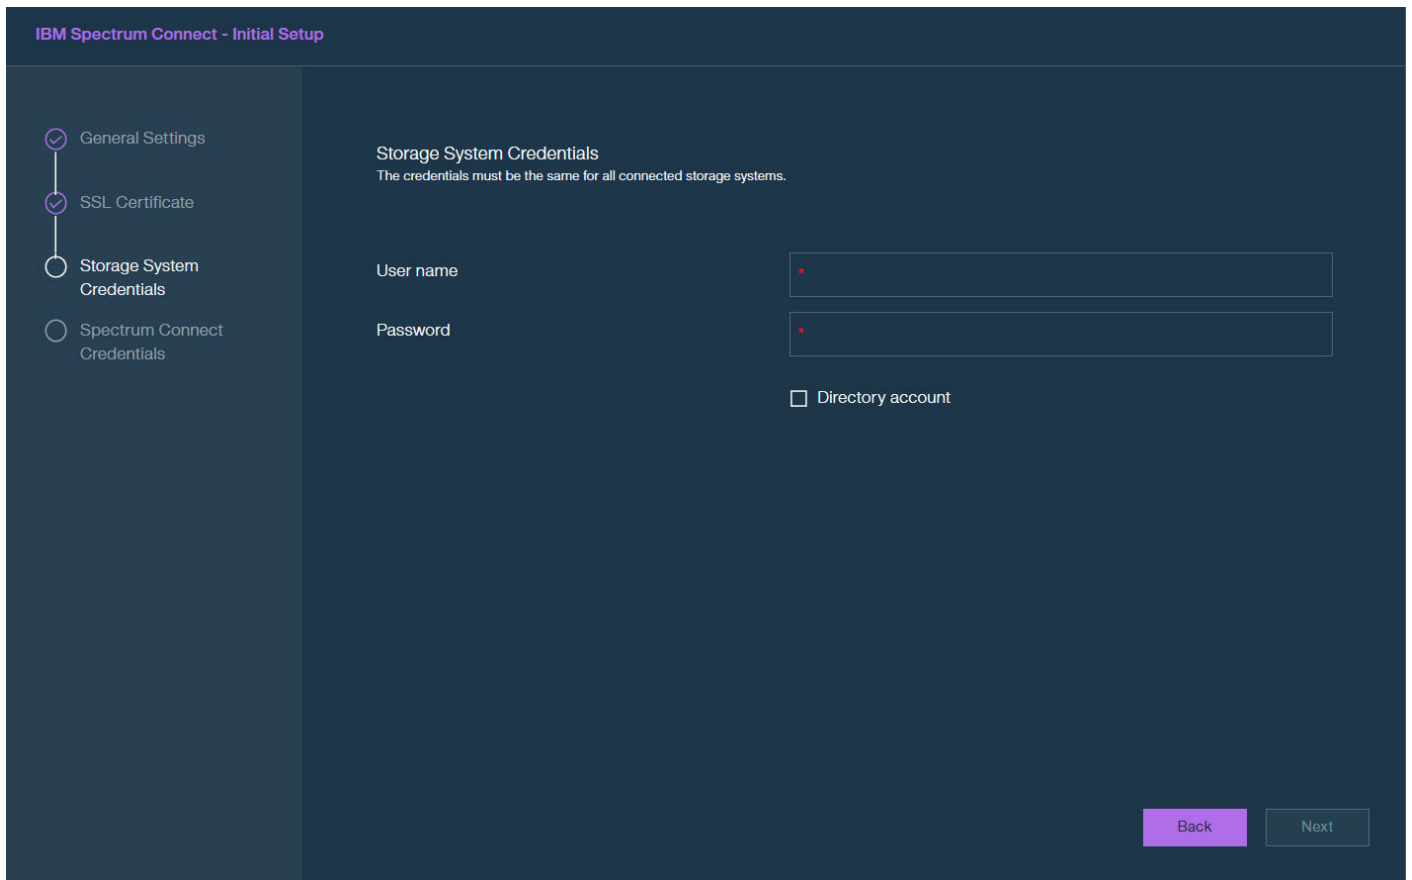 IBM Spectrum Connect - Initial Setup
General Settings
SSL Certificate
Storage System
Credentials
Spectrum Connect
Credentials
Storage System Credentials
The credentials must be the same for all connected storage systems.
User name
*
Password
*
Directory account
Back
Next